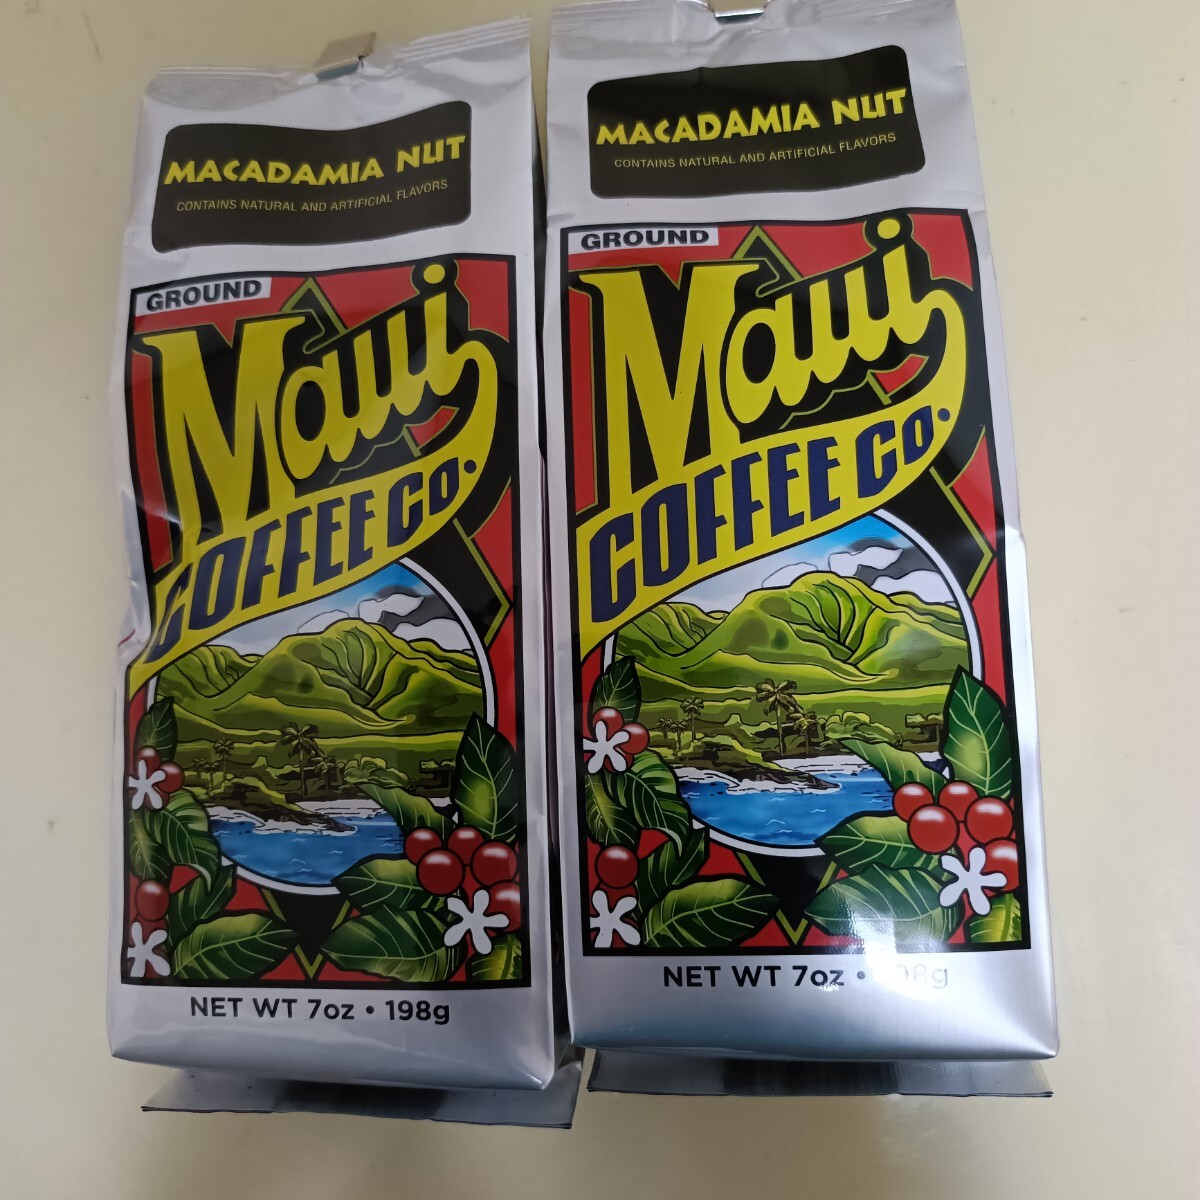 MACADAMIA NUT
CONTAINS NATURAL AND ARTIFICIAL FLAVORS
GROUND
Maui
COFFEE CO.
NET WT 7oz • 198g
MACADAMIA NUT
CONTAINS NATURAL AND ARTIFICIAL FLAVORS
GROUND
Maui
COFFEE CO.
NET WT 7oz • 198g